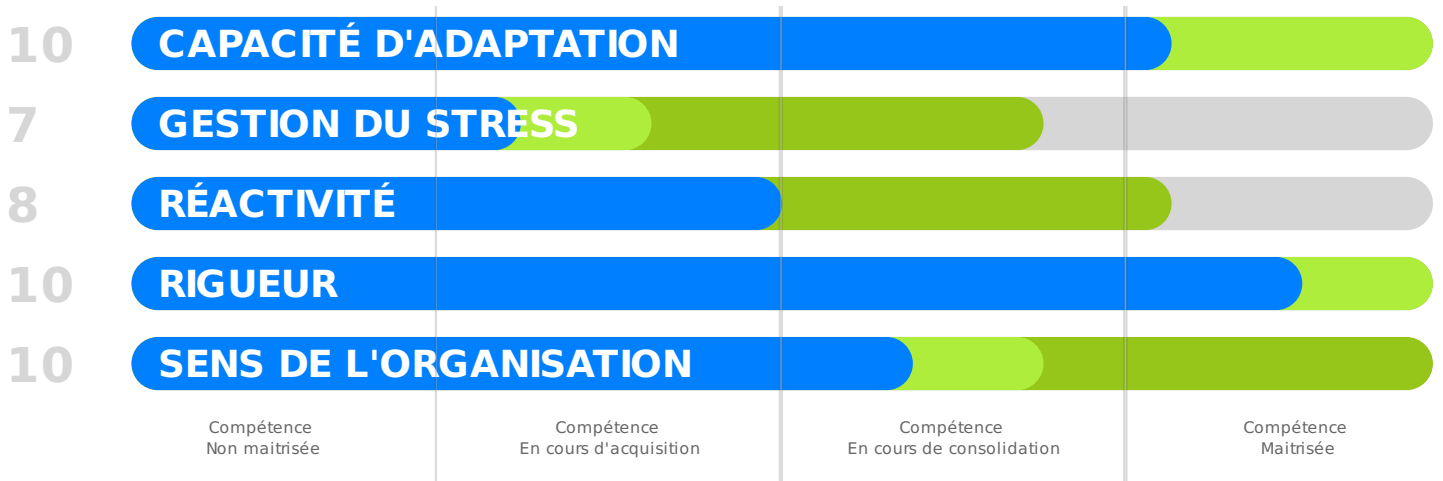 10 CAPACITÉ D'ADAPTATION
7 GESTION DU STRESS
8 RÉACTIVITÉ
10 RIGUEUR
10 SENS DE L'ORGANISATION
Compétence Compétence Compétence Compétence
Non maitrisée En cours d'acquisition En cours de consolidation Maitrisée